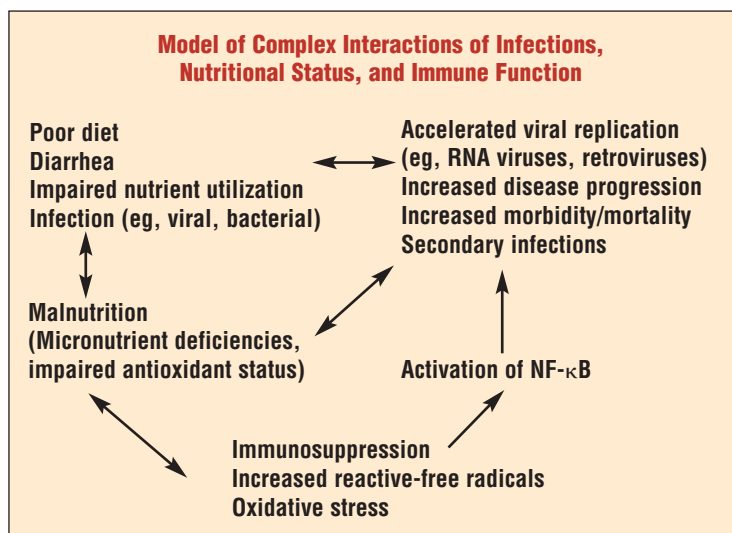 Model of Complex Interactions of Infections,
Nutritional Status, and Immune Function
Poor diet
Diarrhea
Impaired nutrient utilization
Infection (eg, viral, bacterial)
Accelerated viral replication
(eg, RNA viruses, retroviruses)
Increased disease progression
Increased morbidity/mortality
Secondary infections
Malnutrition
(Micronutrient deficiencies,
impaired antioxidant status)
Activation of NF-κB
Immunosuppression
Increased reactive-free radicals
Oxidative stress